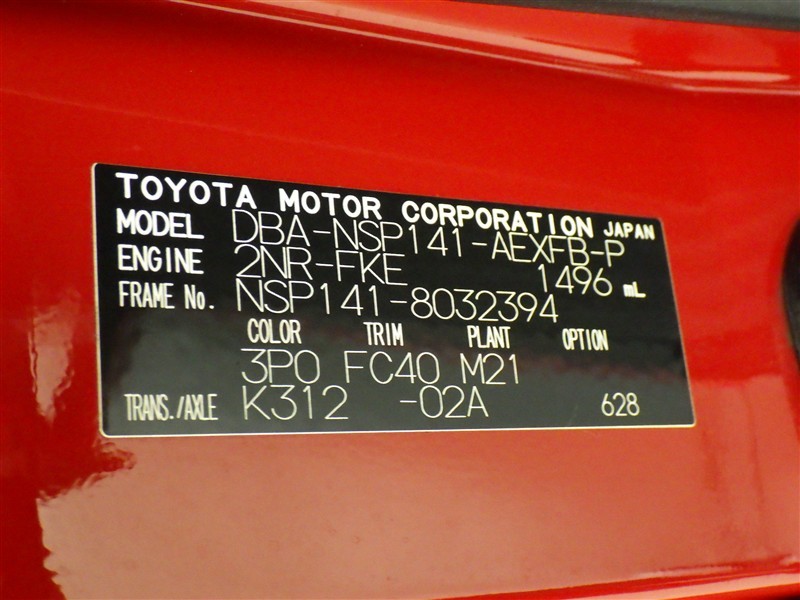 TOYOTA MOTOR CORPORATION JAPAN
MODEL DBA-NSP141-AEXFB-P
ENGINE 2NR-FKE 1496 mL
FRAME No. NSP141-8032394
COLOR TRIM PLANT OPTION
3P0 FC40 M21
TRANS./AXLE K312 -02A 628